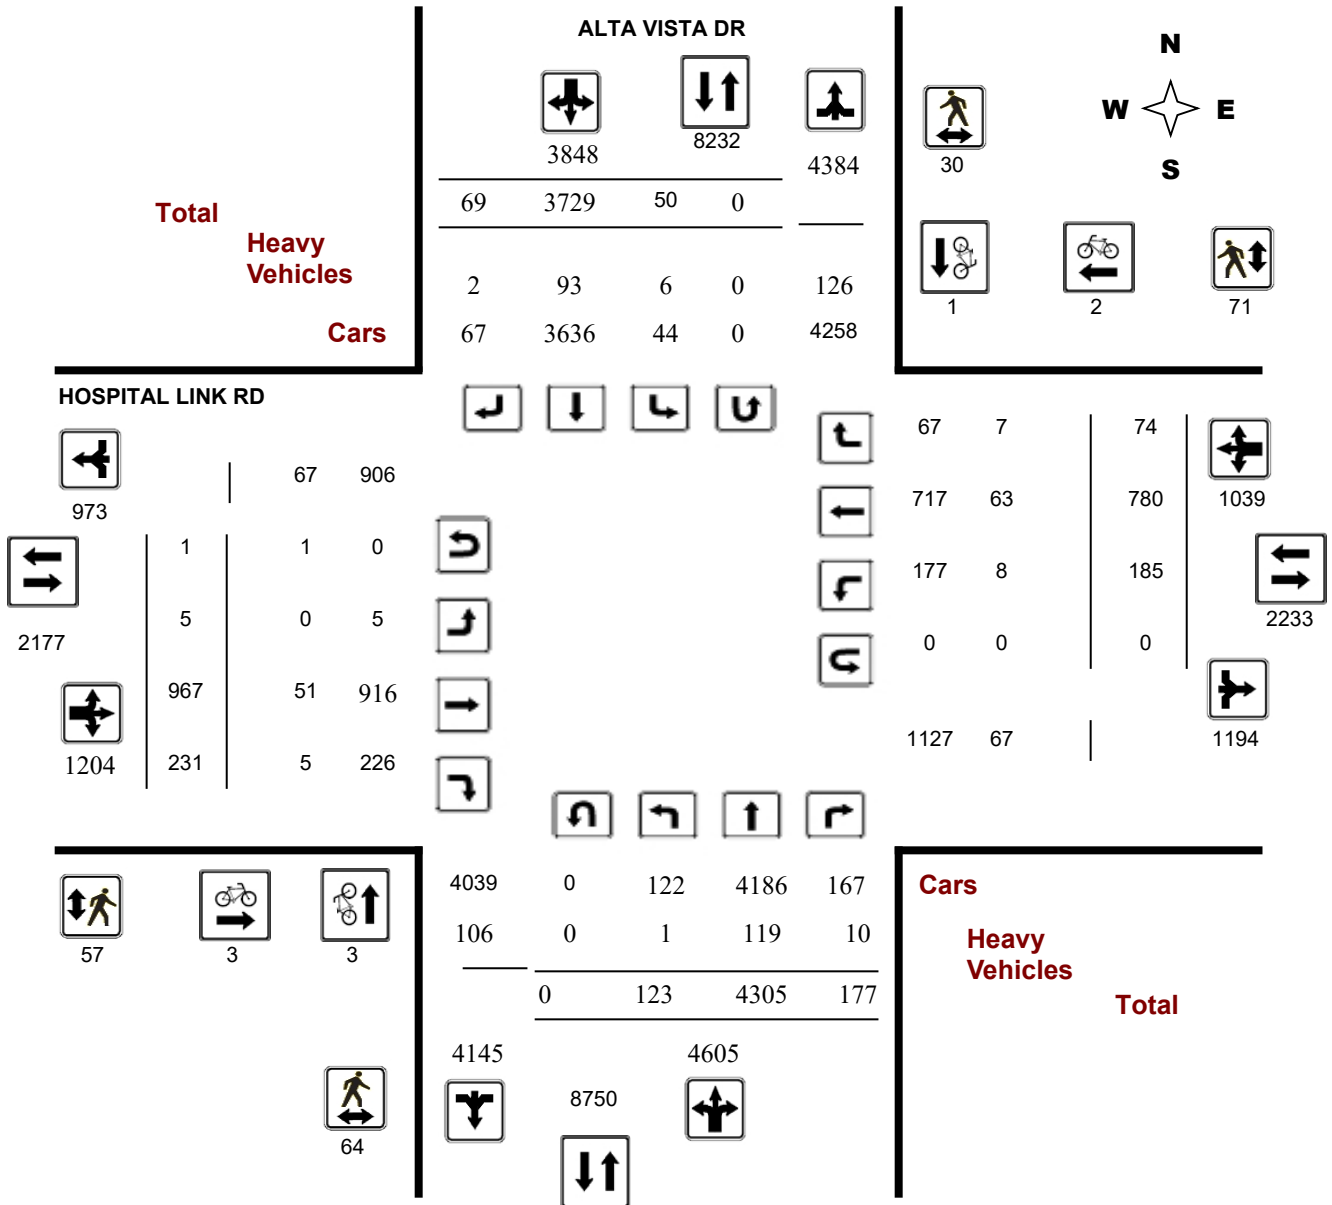 ALTA VISTA DR
N
W E
S
3848 8232 4384 30
69 3729 50 0
Total
Heavy
Vehicles
2 93 6 0 126
1 2 71
Cars 67 3636 44 0 4258
HOSPITAL LINK RD
67 7 74
67 906
973
717 63 780 1039
1 1 0
177 8 185
2177
5 0 5
2233
0 0 0
967 51 916
1204 231 5 226
1127 67 1194
4039 0 122 4186 167 Cars
57 3 3
106 0 1 119 10 Heavy
Vehicles
0 123 4305 177 Total
4145 4605
8750
64